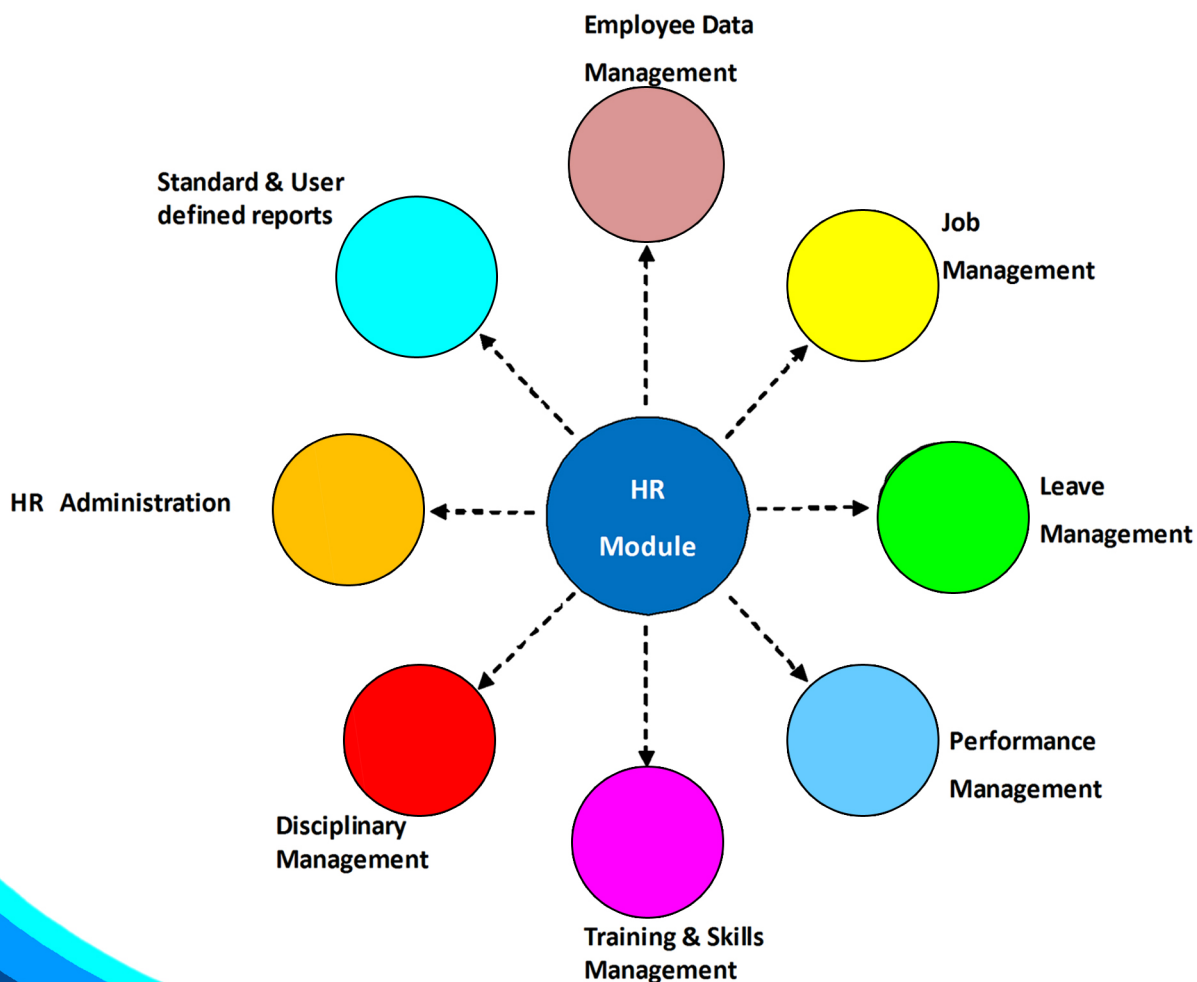 Employee Data
Management
Standard & User
defined reports
Job
Management
HR
Module
HR Administration
Leave
Management
Performance
Management
Disciplinary
Management
Training & Skills
Management